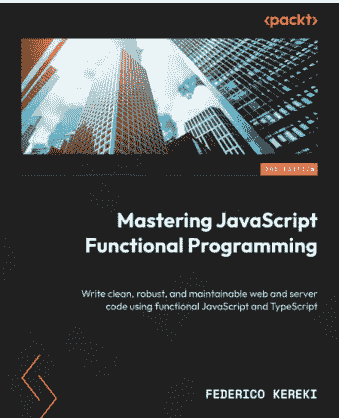 <packt>
Mastering JavaScript
Functional Programming
Write clean, robust, and maintainable web and server
code using functional JavaScript and TypeScript
FEDERICO KEREKI